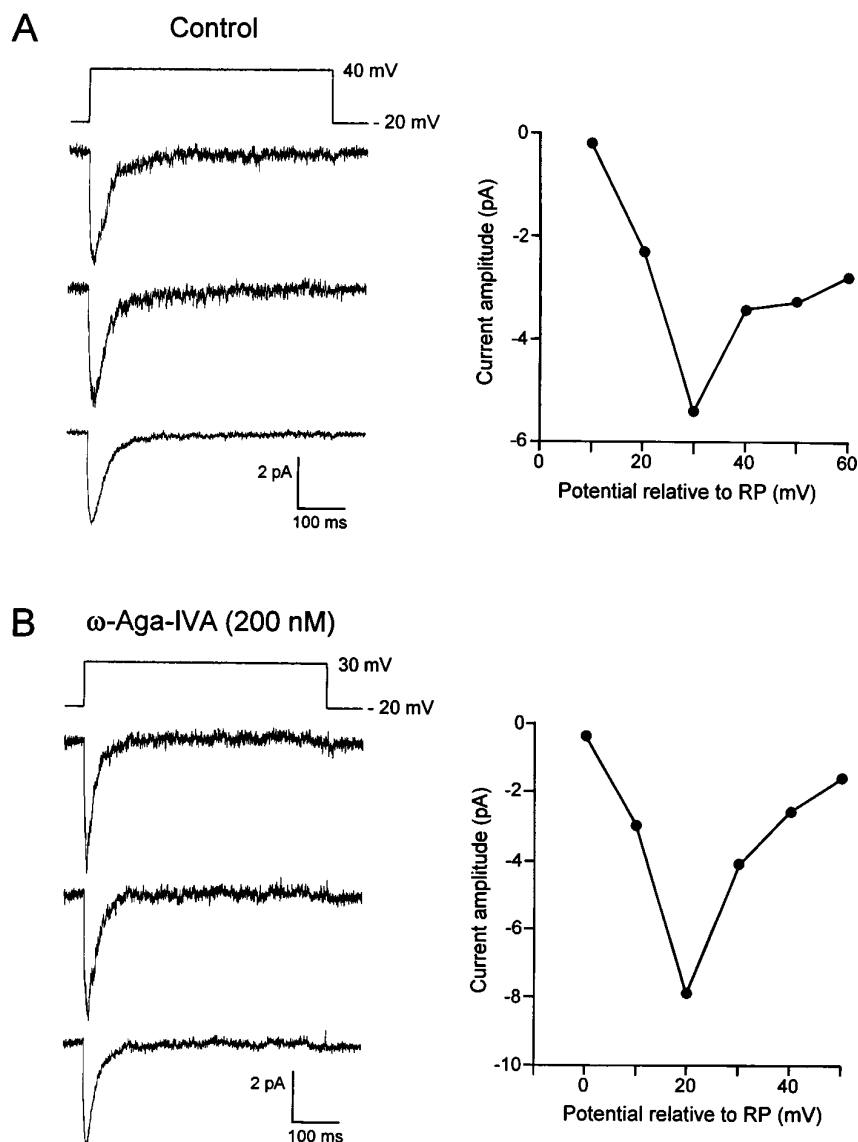 A
Control
40 mV
- 20 mV
2 pA
100 ms
Current amplitude (pA)
0
-2
-4
-6
0
20
40
60
Potential relative to RP (mV)
B
ω-Aga-IVA (200 nM)
30 mV
- 20 mV
2 pA
100 ms
Current amplitude (pA)
0
-2
-4
-6
-8
-10
0
20
40
Potential relative to RP (mV)